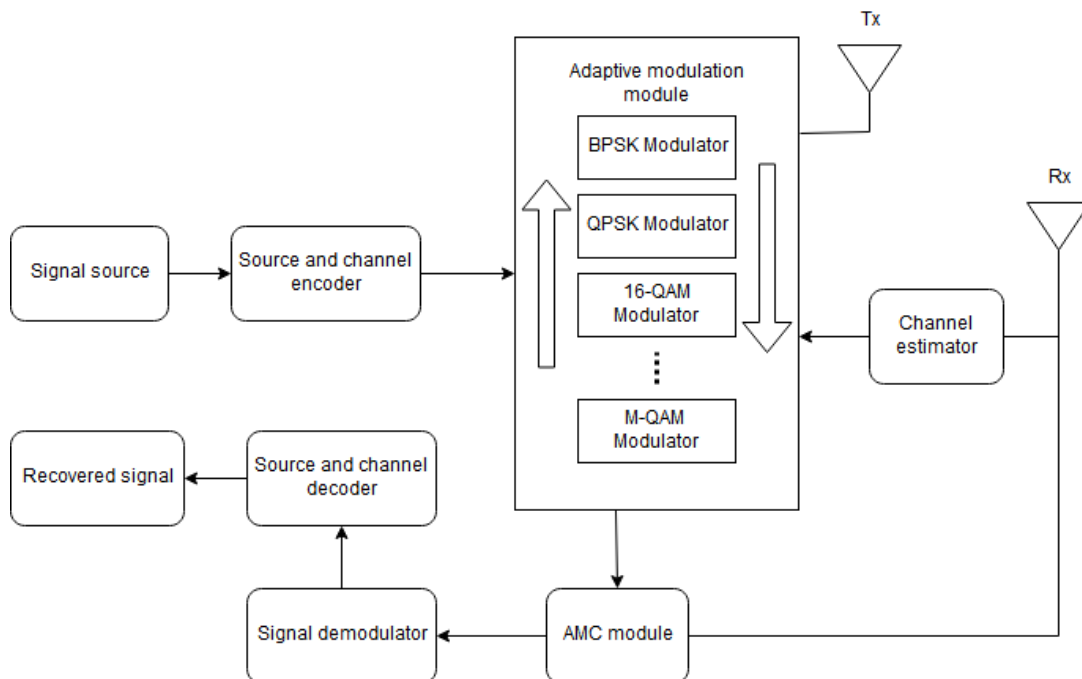 Tx
Adaptive modulation
module
BPSK Modulator
Rx
QPSK Modulator
Signal source
Source and channel
encoder
16-QAM
Modulator
Channel
estimator
M-QAM
Modulator
Recovered signal
Source and channel
decoder
Signal demodulator
AMC module